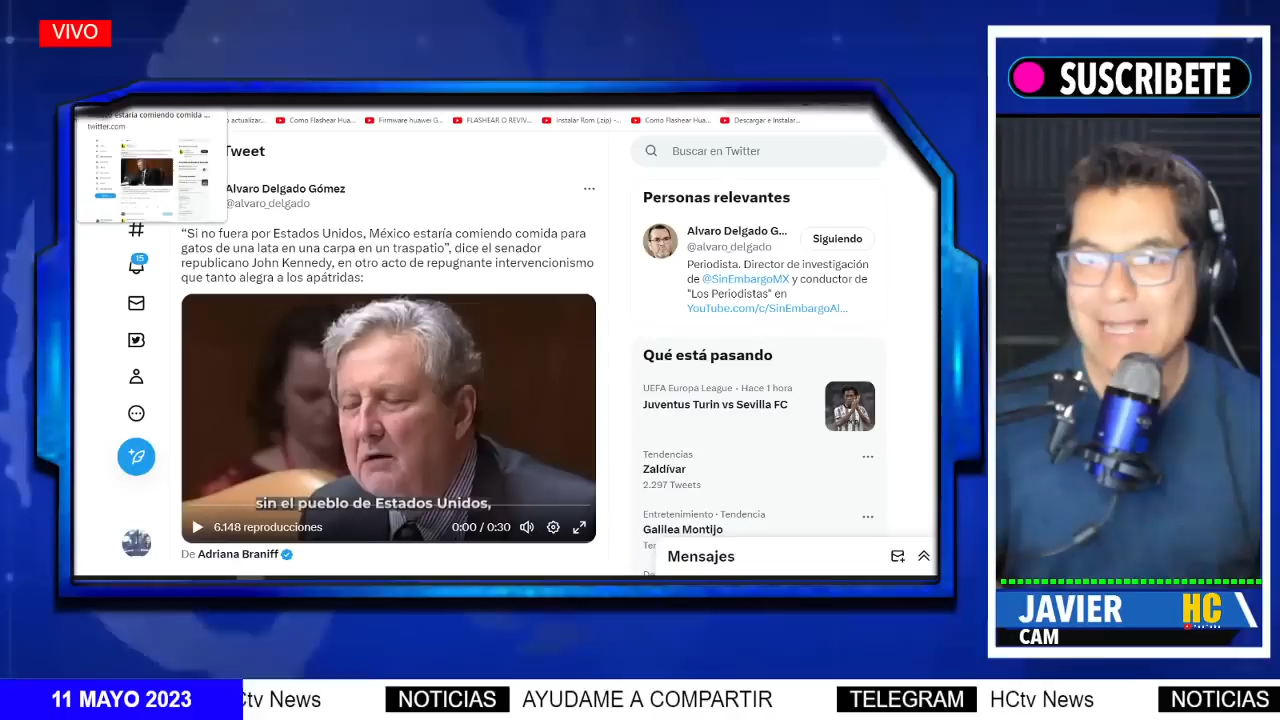 VIVO
SUSCRIBETE
estaría comiendo comida ...
twitter.com
o actualizar...
Como Flashear Hua...
Firmware huawei G...
FLASHEAR O REVIV...
Instalar Rom (.zip) -...
Como Flashear Hua...
Descargar e Instalar...
Tweet
Buscar en Twitter
Alvaro Delgado Gómez
@alvaro_delgado
“Si no fuera por Estados Unidos, México estaría comiendo comida para
gatos de una lata en una carpa en un traspatio”, dice el senador
republicano John Kennedy, en otro acto de repugnante intervencionismo
que tanto alegra a los apátridas:
15
sin el pueblo de Estados Unidos,
6.148 reproducciones
0:00 / 0:30
De Adriana Braniff
Personas relevantes
Alvaro Delgado G...
@alvaro_delgado
Siguiendo
Periodista. Director de investigación
de @SinEmbargoMX y conductor de
"Los Periodistas" en
YouTube.com/c/SinEmbargoAl...
Qué está pasando
UEFA Europa League · Hace 1 hora
Juventus Turin vs Sevilla FC
Tendencias
Zaldívar
2.297 Tweets
Entretenimiento · Tendencia
Galilea Montijo
Mensajes
JAVIER
HC
CAM
11 MAYO 2023
Ctv News
NOTICIAS
AYUDAME A COMPARTIR
TELEGRAM
HCtv News
NOTICIAS